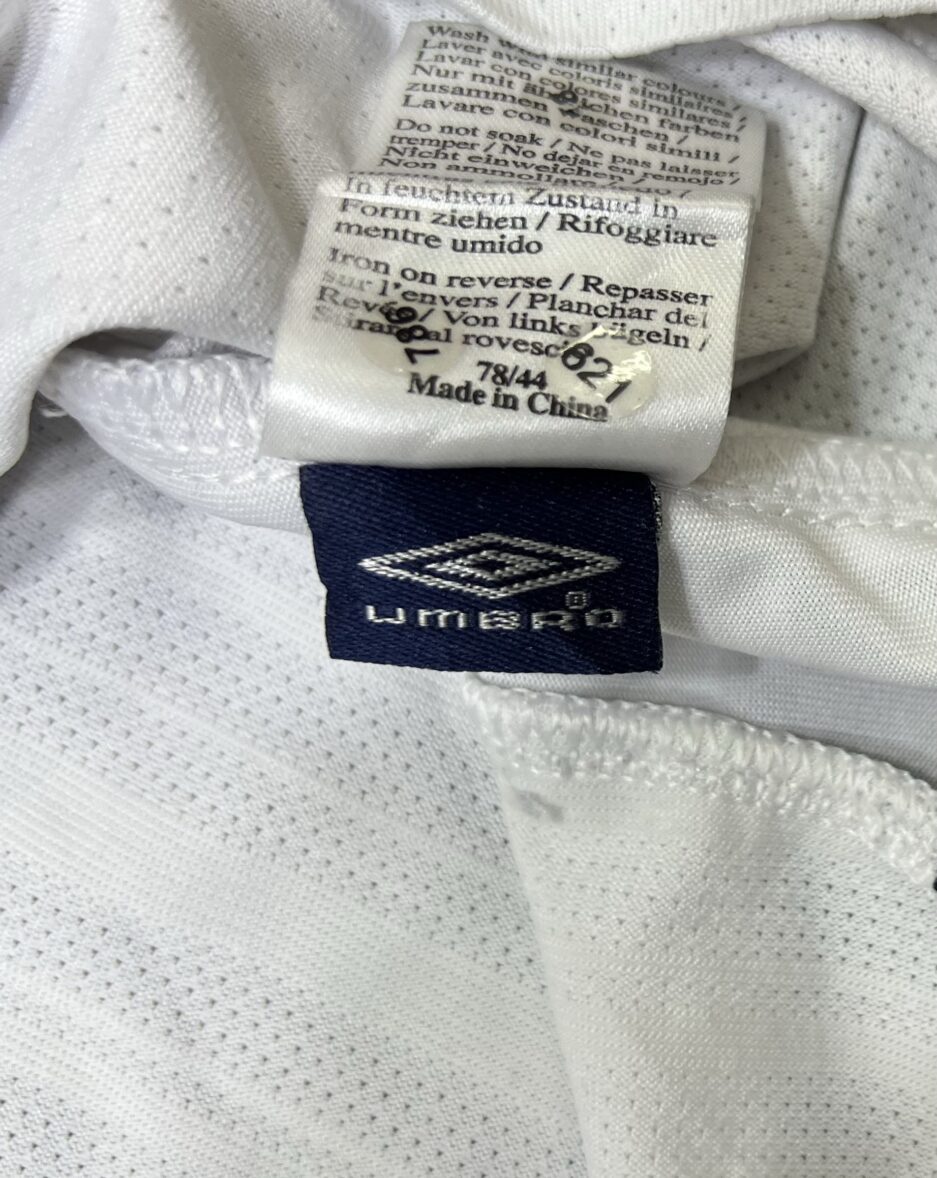 Wash with similar colours /
Laver avec coloris similaires /
Lavar con colores similares /
Nur mit ähnlichen farben
zusammen waschen /
Lavare con colori simili /
Do not soak / Ne pas laisser
tremper / No dejar en remojo /
Nicht einweichen /
Non ammollare
In feuchtem Zustand in
Form ziehen / Rifoggiare
mentre umido
Iron on reverse / Repasser
sur l'envers / Planchar del
Revés / Von links bügeln /
al rovescio
621
78/44
Made in China
UMBRO®